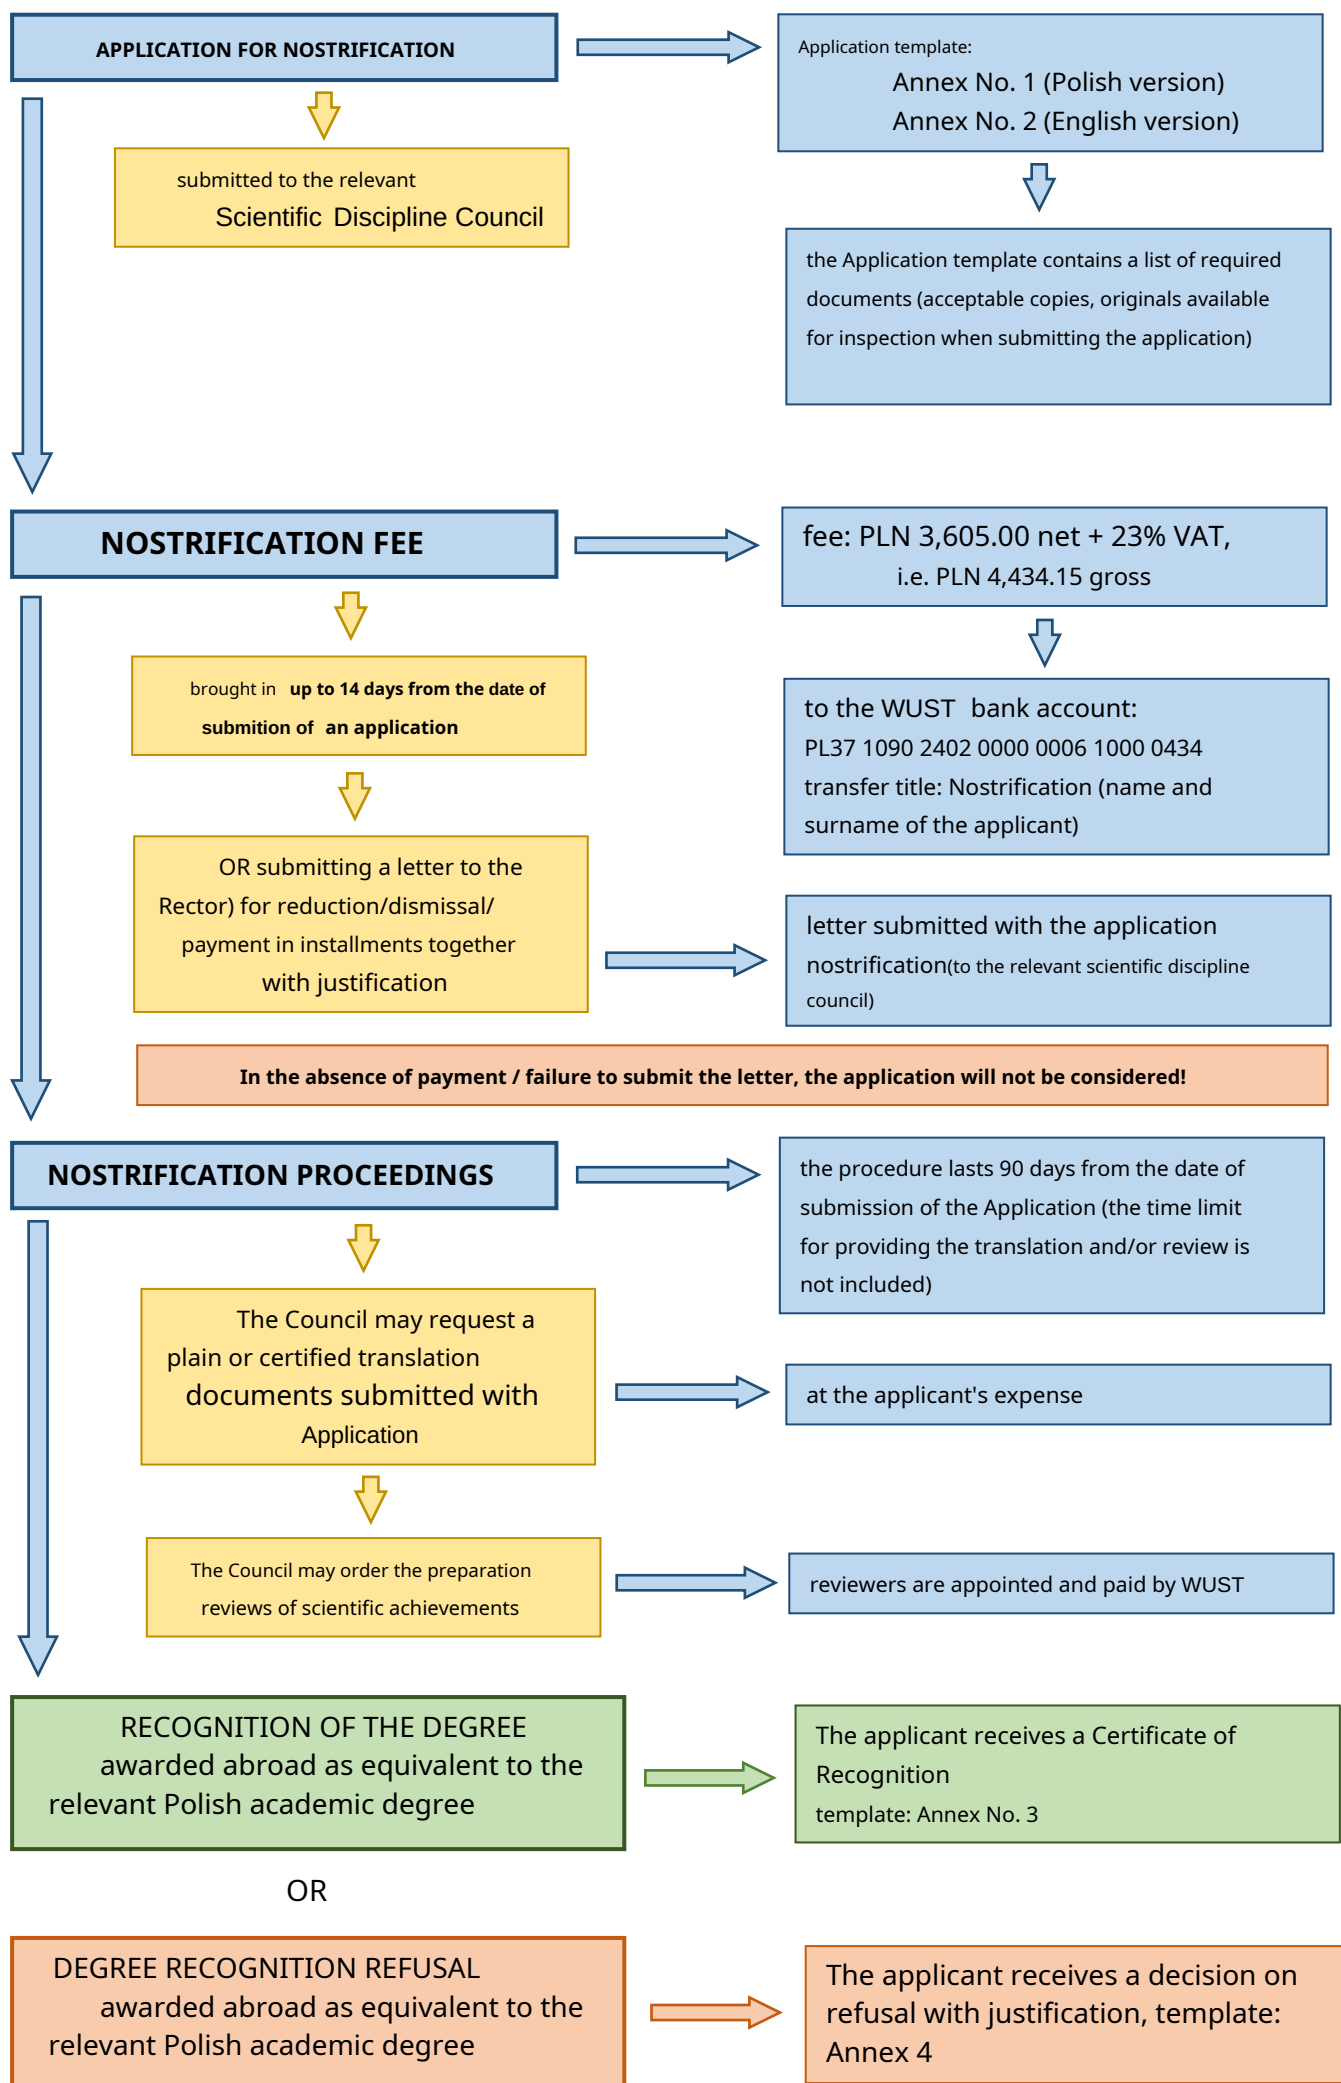 APPLICATION FOR NOSTRIFICATION
Application template:
Annex No. 1 (Polish version)
Annex No. 2 (English version)
submitted to the relevant
Scientific Discipline Council
the Application template contains a list of required
documents (acceptable copies, originals available
for inspection when submitting the application)
NOSTRIFICATION FEE
fee: PLN 3,605.00 net + 23% VAT,
i.e. PLN 4,434.15 gross
brought in up to 14 days from the date of
submition of an application
to the WUST bank account:
PL37 1090 2402 0000 0006 1000 0434
transfer title: Nostrification (name and
surname of the applicant)
OR submitting a letter to the
Rector) for reduction/dismissal/
payment in installments together
with justification
letter submitted with the application
nostrification(to the relevant scientific discipline
council)
In the absence of payment / failure to submit the letter, the application will not be considered!
NOSTRIFICATION PROCEEDINGS
the procedure lasts 90 days from the date of
submission of the Application (the time limit
for providing the translation and/or review is
not included)
The Council may request a
plain or certified translation
documents submitted with
Application
at the applicant's expense
The Council may order the preparation
reviews of scientific achievements
reviewers are appointed and paid by WUST
RECOGNITION OF THE DEGREE
awarded abroad as equivalent to the
relevant Polish academic degree
The applicant receives a Certificate of
Recognition
template: Annex No. 3
OR
DEGREE RECOGNITION REFUSAL
awarded abroad as equivalent to the
relevant Polish academic degree
The applicant receives a decision on
refusal with justification, template:
Annex 4